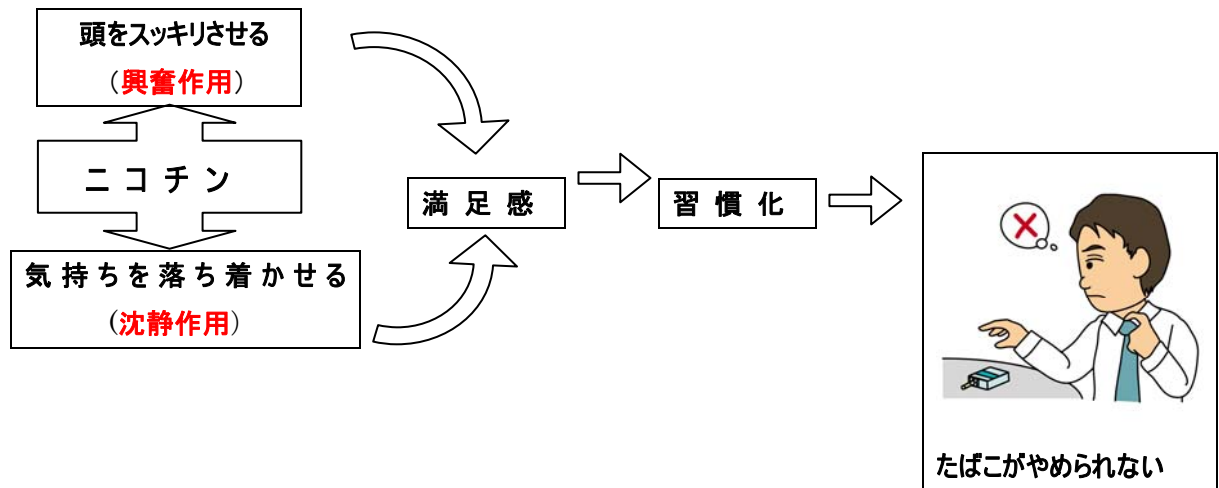 頭をスッキリさせる
(興奮作用)
ニコチン
気持ちを落ち着かせる
(沈静作用)
満足感
習慣化
たばこがやめられない